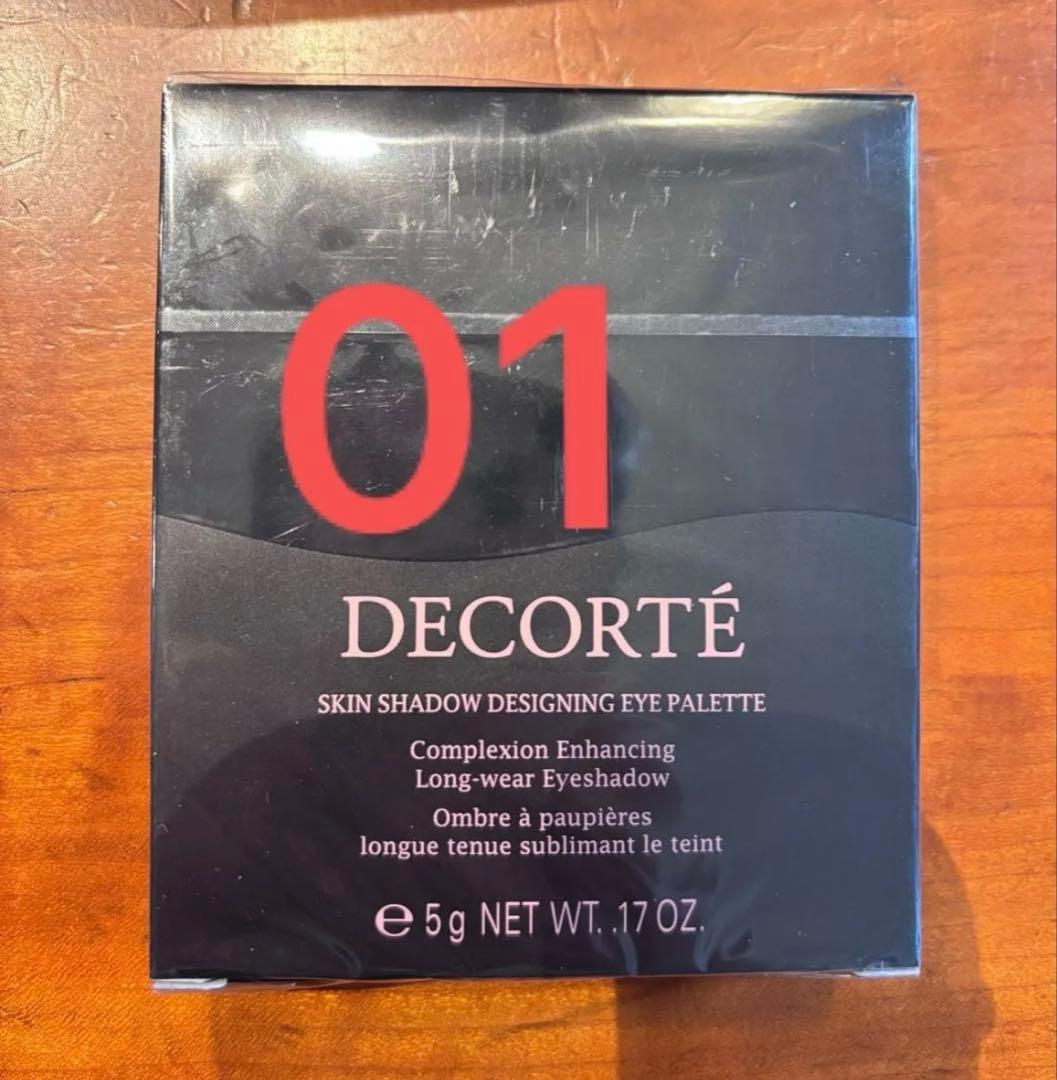 01
DECORTÉ
SKIN SHADOW DESIGNING EYE PALETTE
Complexion Enhancing
Long-wear Eyeshadow
Ombre à paupières
longue tenue sublimant le teint
℮ 5g NET WT. .17 OZ.